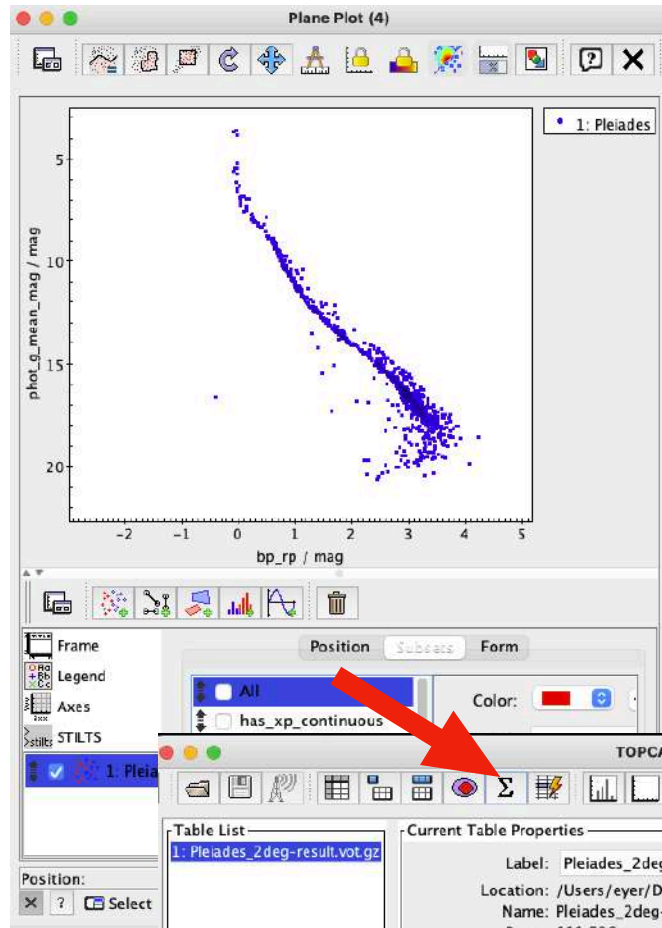 Plane Plot (4)
1: Pleiades
5
10
15
20
phot_g_mean_mag / mag
-2 -1 0 1 2 3 4 5
bp_rp / mag
Frame
Legend
Axes
STILTS
1: Pleia
Position Subsets Form
All
has_xp_continuous
Color:
TOPCA
Σ
Table List
1: Pleiades_2deg-result.vot.gz
Current Table Properties
Label: Pleiades_2deg
Location: /Users/eyer/D
Name: Pleiades_2deg-
Position:
Select